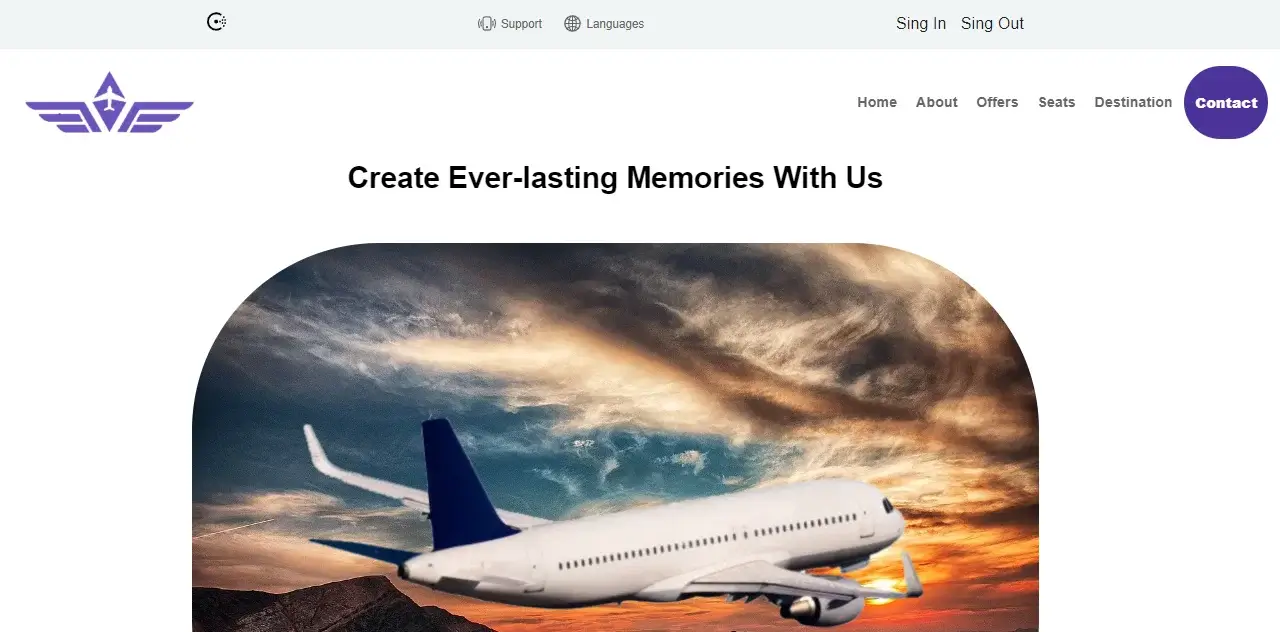 Support Languages Sing In Sing Out
Home About Offers Seats Destination Contact
Create Ever-lasting Memories With Us